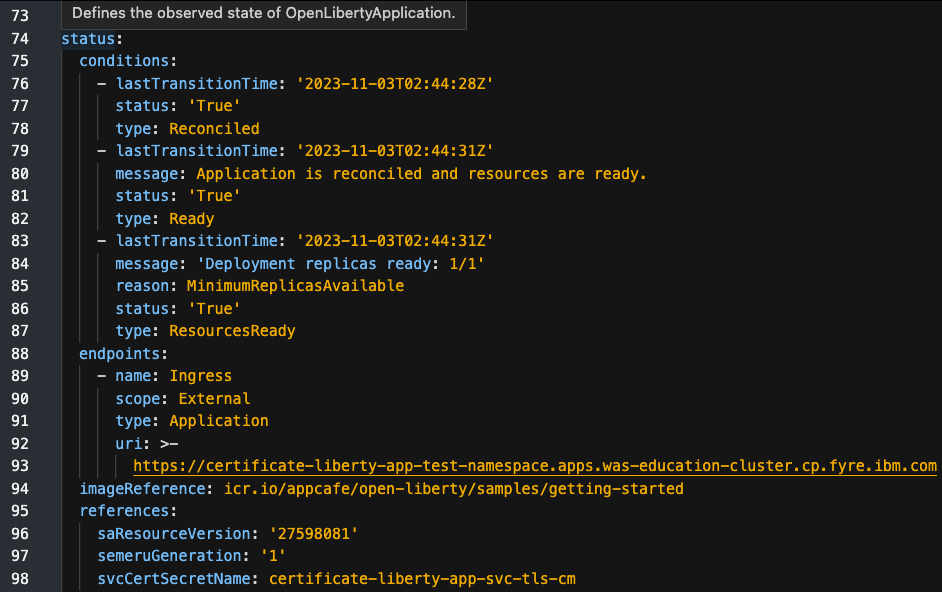 73 Defines the observed state of OpenLibertyApplication.
74 status:
75 conditions:
76 - lastTransitionTime: '2023-11-03T02:44:28Z'
77 status: 'True'
78 type: Reconciled
79 - lastTransitionTime: '2023-11-03T02:44:31Z'
80 message: Application is reconciled and resources are ready.
81 status: 'True'
82 type: Ready
83 - lastTransitionTime: '2023-11-03T02:44:31Z'
84 message: 'Deployment replicas ready: 1/1'
85 reason: MinimumReplicasAvailable
86 status: 'True'
87 type: ResourcesReady
88 endpoints:
89 - name: Ingress
90 scope: External
91 type: Application
92 uri: >-
93 https://certificate-liberty-app-test-namespace.apps.was-education-cluster.cp.fyre.ibm.com
94 imageReference: icr.io/appcafe/open-liberty/samples/getting-started
95 references:
96 saResourceVersion: '27598081'
97 semeruGeneration: '1'
98 svcCertSecretName: certificate-liberty-app-svc-tls-cm